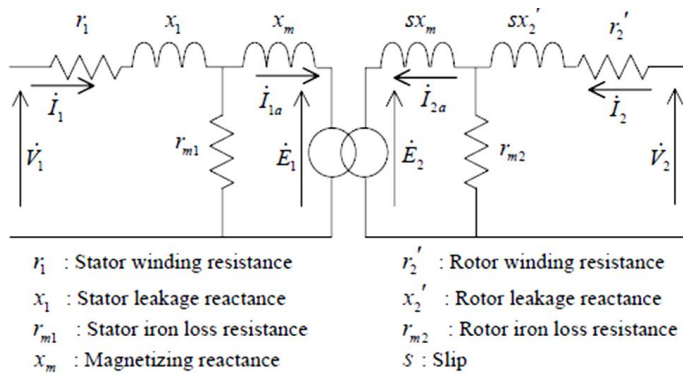 r₁ x₁ xₘ sxₘ sx₂′ r₂′
İ₁ İ₁ₐ İ₂ₐ İ₂
V̇₁ rₘ₁ Ė₁ Ė₂ rₘ₂ V̇₂
r₁ : Stator winding resistance
x₁ : Stator leakage reactance
rₘ₁ : Stator iron loss resistance
xₘ : Magnetizing reactance
r₂′ : Rotor winding resistance
x₂′ : Rotor leakage reactance
rₘ₂ : Rotor iron loss resistance
s : Slip